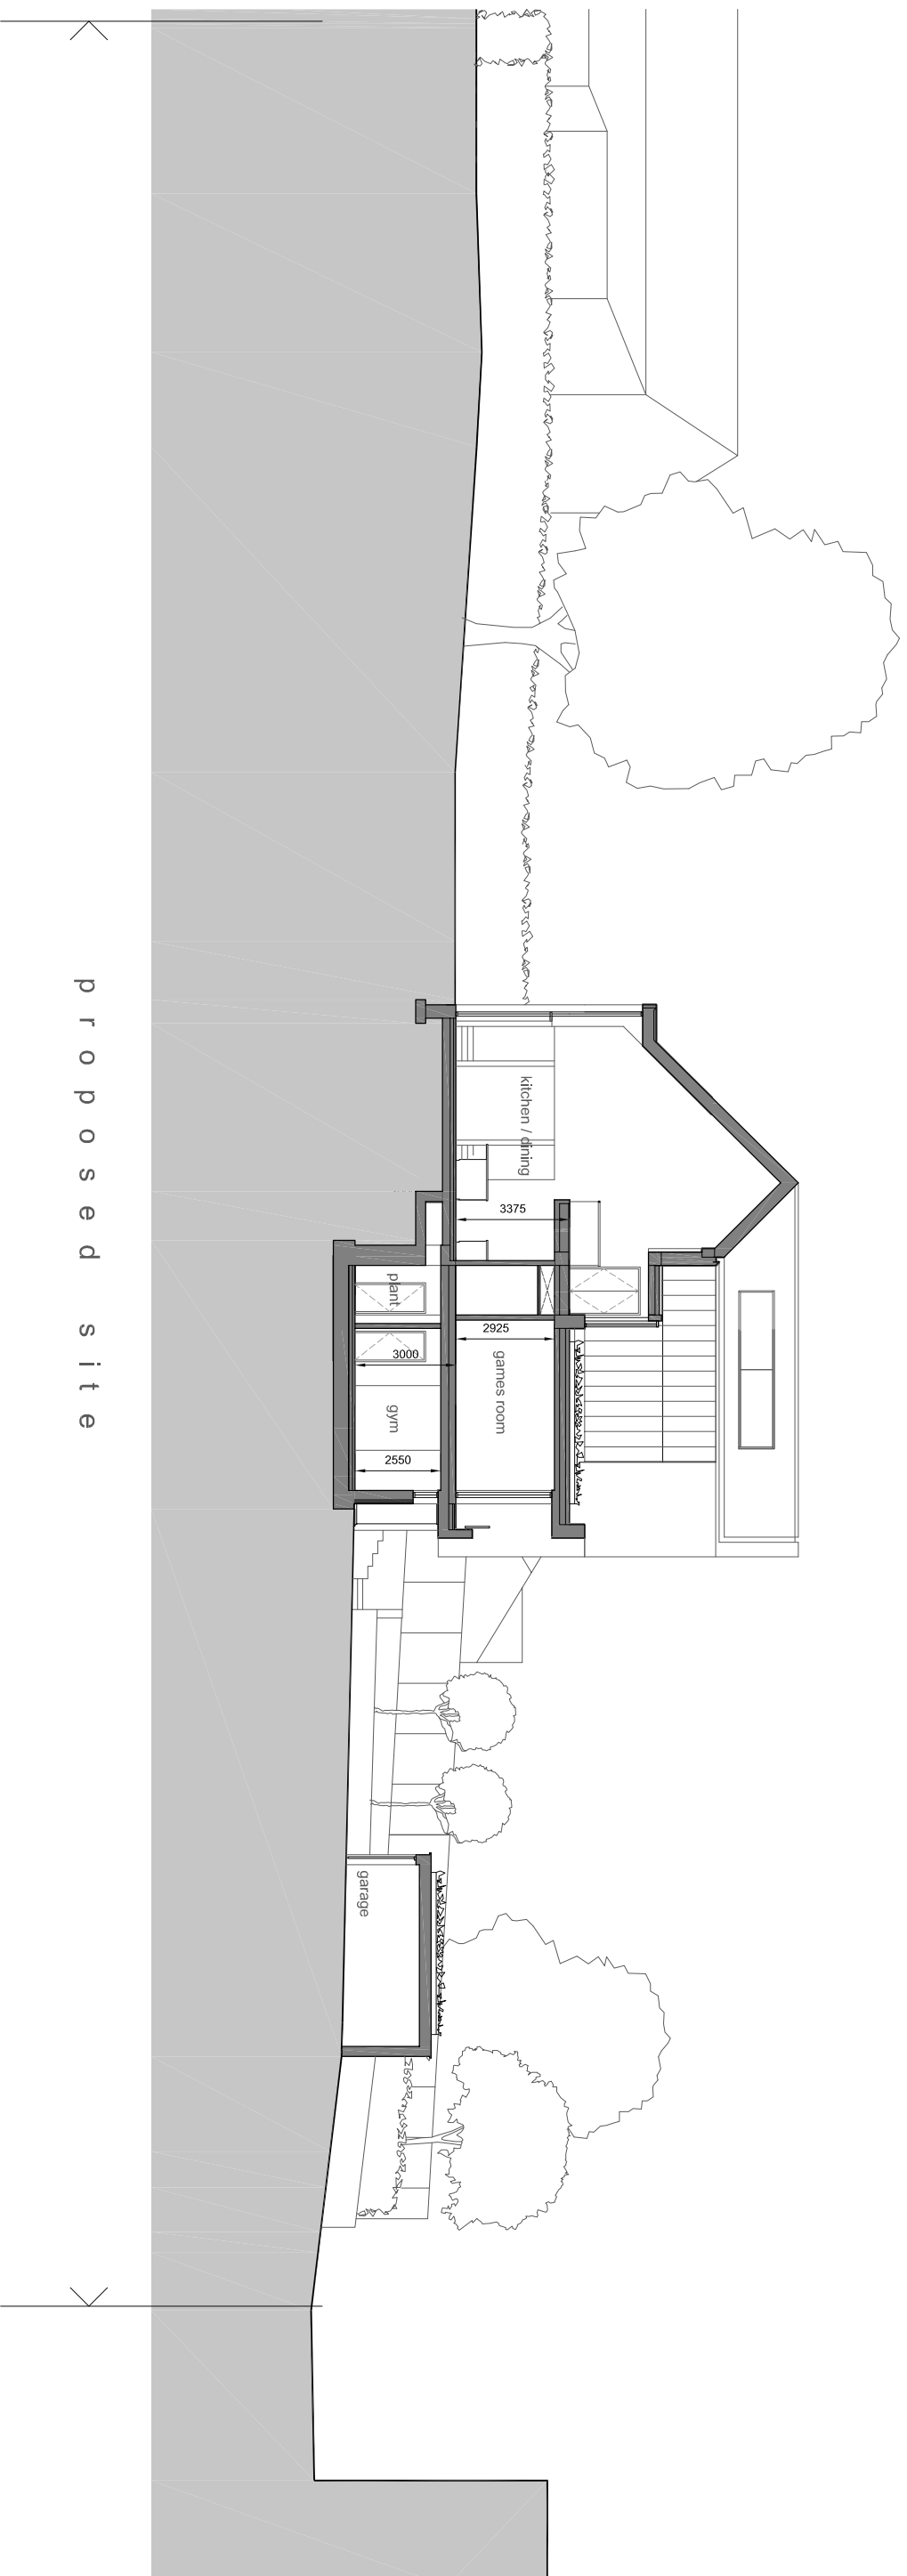 kitchen / dining
3375
plant
2925
3000
games room
gym
2550
garage
proposed site